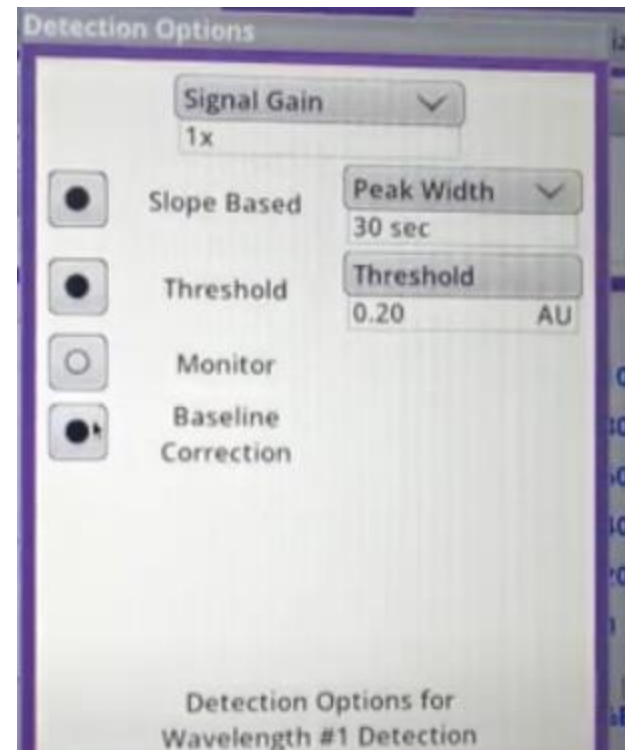 Detection Options
Signal Gain
1x
Slope Based
Peak Width
30 sec
Threshold
Threshold
0.20 AU
Monitor
Baseline
Correction
Detection Options for
Wavelength #1 Detection